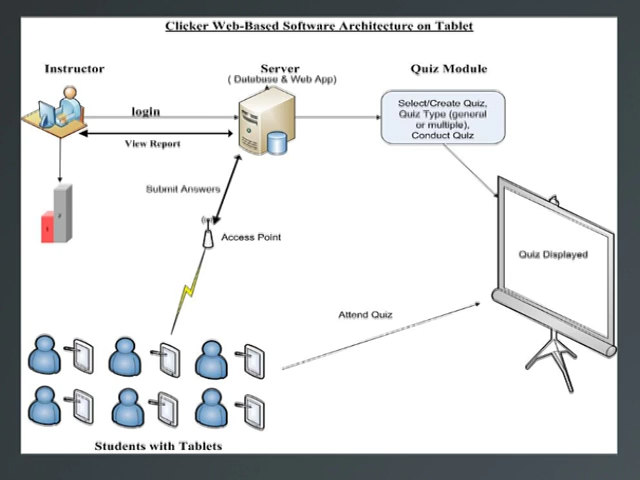 Clicker Web-Based Software Architecture on Tablet
Instructor
Server
( Database & Web App)
Quiz Module
login
View Report
Select/Create Quiz,
Quiz Type (general
or multiple),
Conduct Quiz
Submit Answers
Access Point
Quiz Displayed
Attend Quiz
Students with Tablets